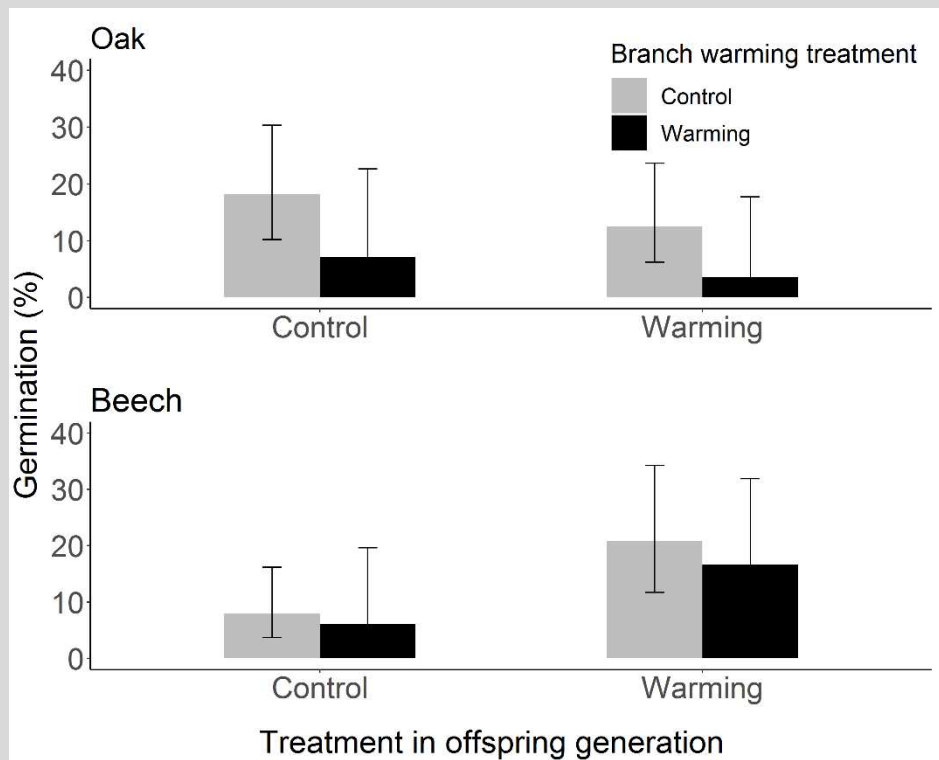 Oak
Branch warming treatment
Control
Warming
40
30
20
10
0
Control Warming
Germination (%)
Beech
40
30
20
10
0
Control Warming
Treatment in offspring generation